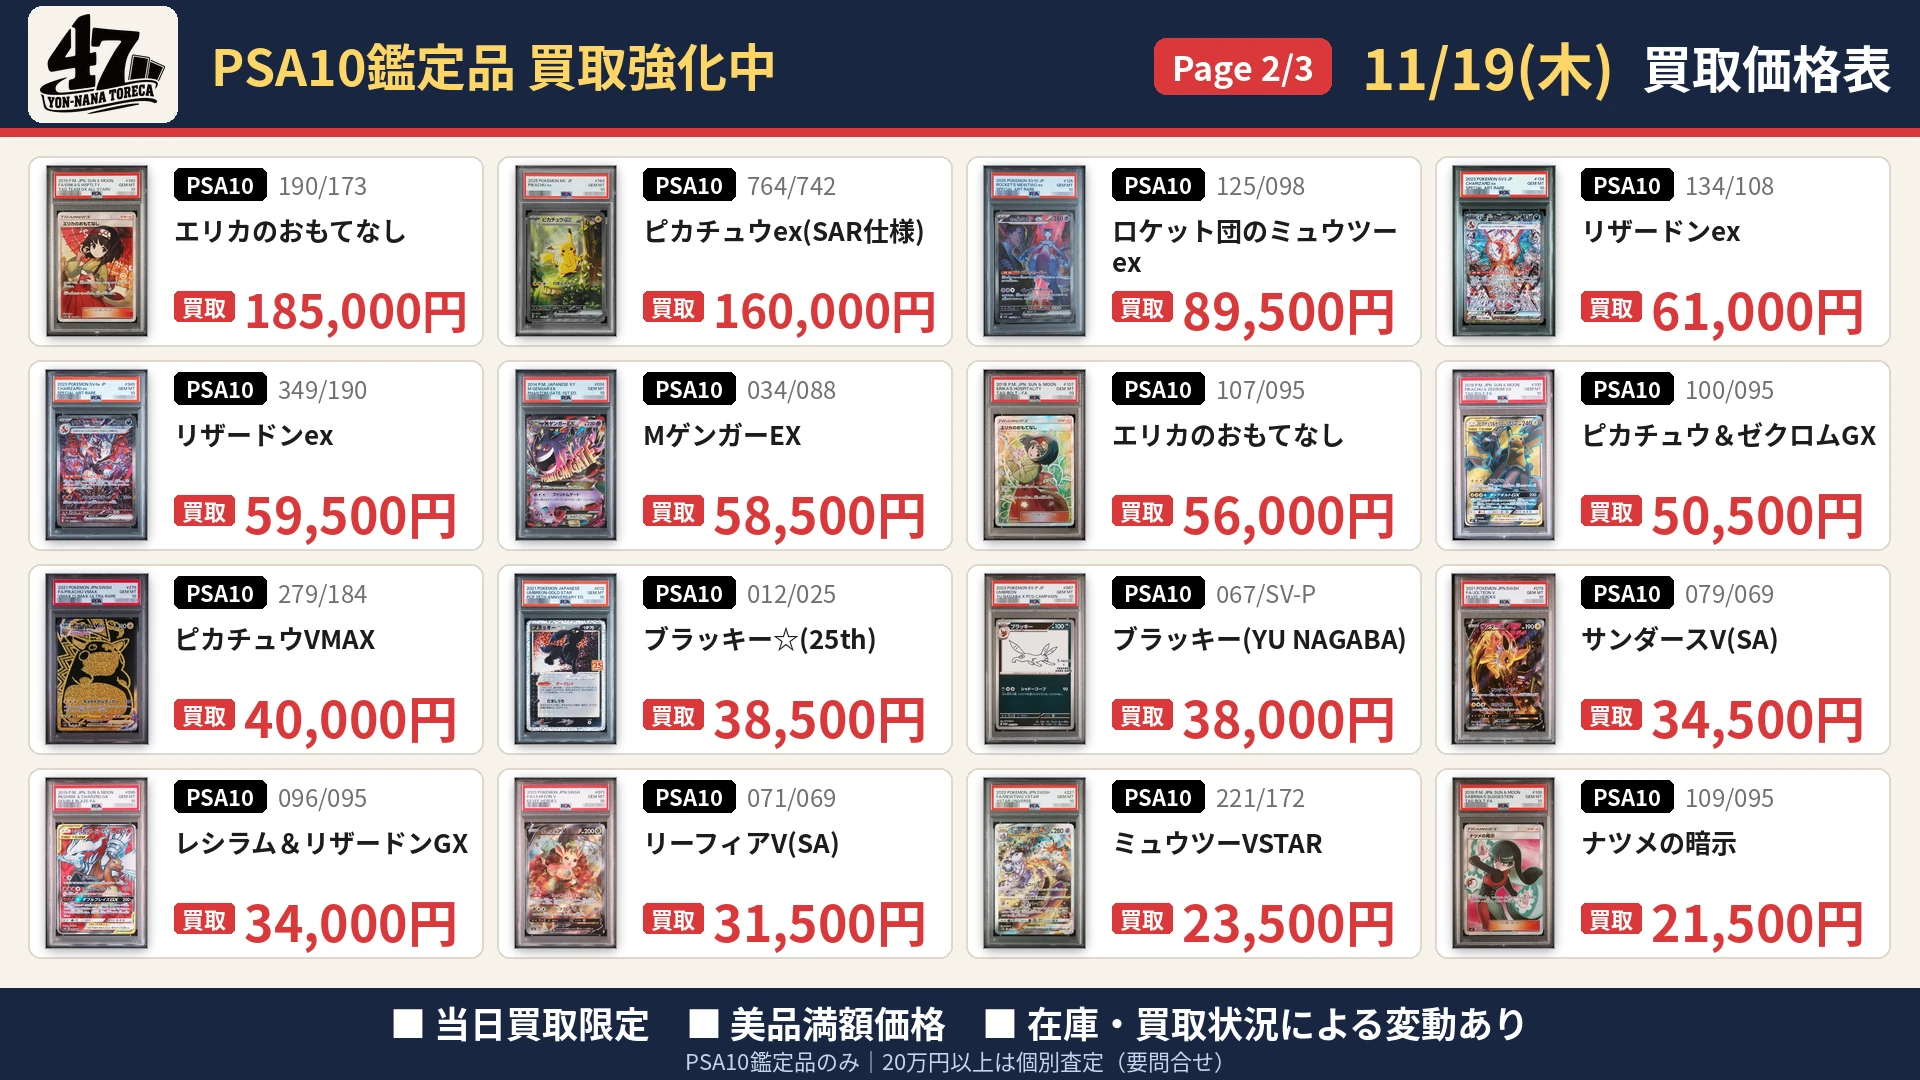 47
YON-NANA TORECA
PSA10鑑定品 買取強化中
Page 2/3
11/19(木) 買取価格表
PSA10 190/173
エリカのおもてなし
買取 185,000円
PSA10 764/742
ピカチュウex(SAR仕様)
買取 160,000円
PSA10 125/098
ロケット団のミュウツー
ex
買取 89,500円
PSA10 134/108
リザードンex
買取 61,000円
PSA10 349/190
リザードンex
買取 59,500円
PSA10 034/088
MゲンガーEX
買取 58,500円
PSA10 107/095
エリカのおもてなし
買取 56,000円
PSA10 100/095
ピカチュウ&ゼクロムGX
買取 50,500円
PSA10 279/184
ピカチュウVMAX
買取 40,000円
PSA10 012/025
ブラッキー☆(25th)
買取 38,500円
PSA10 067/SV-P
ブラッキー(YU NAGABA)
買取 38,000円
PSA10 079/069
サンダースV(SA)
買取 34,500円
PSA10 096/095
レシラム&リザードンGX
買取 34,000円
PSA10 071/069
リーフィアV(SA)
買取 31,500円
PSA10 221/172
ミュウツーVSTAR
買取 23,500円
PSA10 109/095
ナツメの暗示
買取 21,500円
■ 当日買取限定 ■ 美品満額価格 ■ 在庫・買取状況による変動あり
PSA10鑑定品のみ｜20万円以上は個別査定（要問合せ）